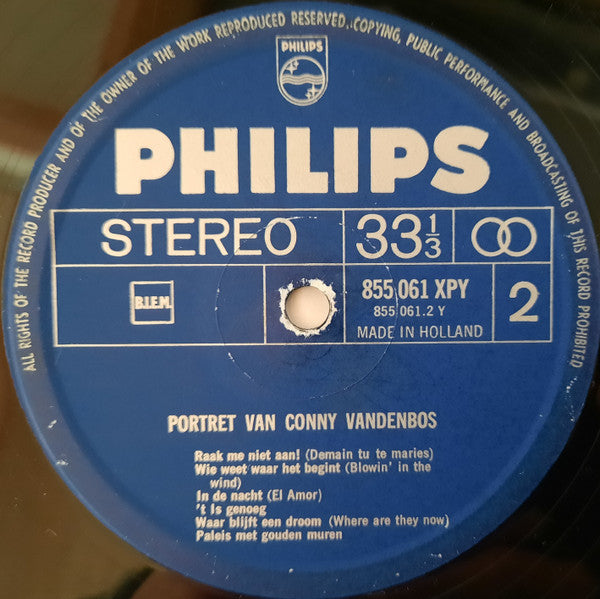 ALL RIGHTS OF THE RECORD PRODUCER AND OF THE OWNER OF THE WORK REPRODUCED RESERVED. COPYING, PUBLIC PERFORMANCE AND BROADCASTING OF THIS RECORD PROHIBITED
PHILIPS
PHILIPS
STEREO 33 1/3
B.I.E.M. 855 061 XPY 2
855 061.2 Y
MADE IN HOLLAND
PORTRET VAN CONNY VANDENBOS
Raak me niet aan! (Demain tu te maries)
Wie weet waar het begint (Blowin' in the
wind)
In de nacht (El Amor)
't Is genoeg
Waar blijft een droom (Where are they now)
Paleis met gouden muren